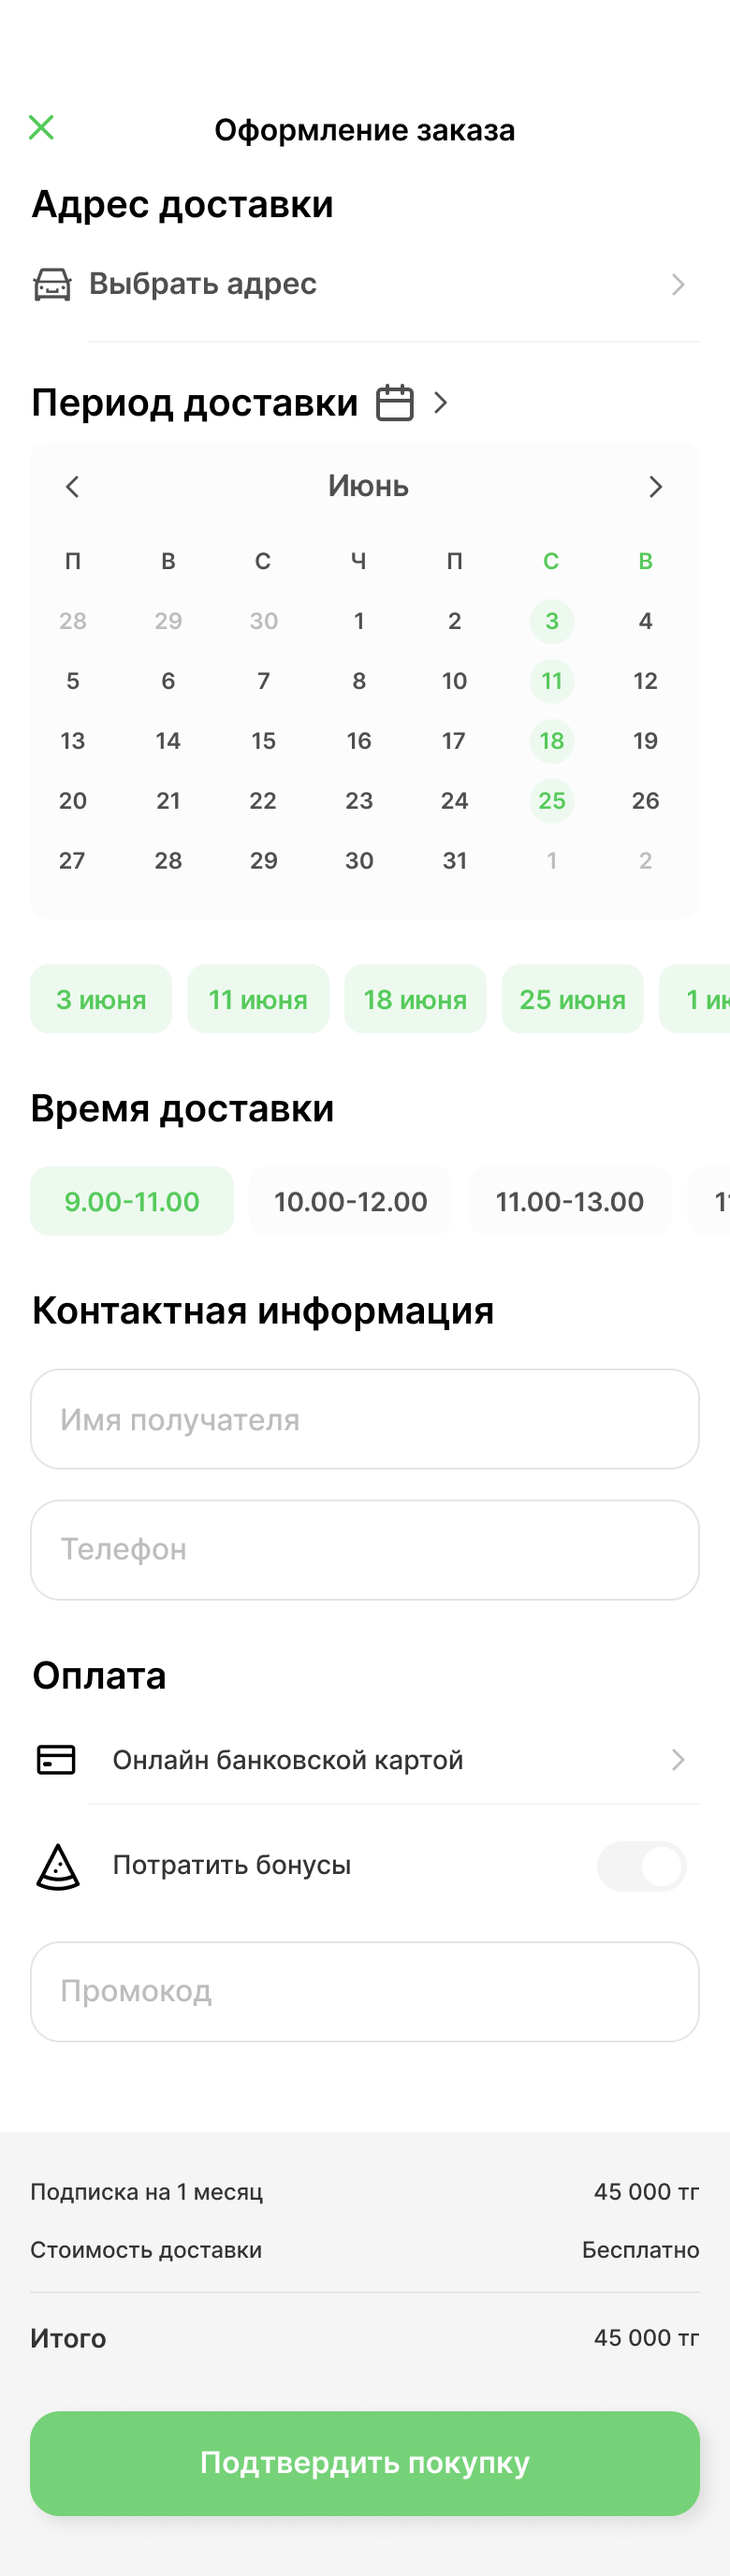 Оформление заказа
Адрес доставки
Выбрать адрес
Период доставки
Июнь
П В С Ч П С В
28 29 30 1 2 3 4
5 6 7 8 10 11 12
13 14 15 16 17 18 19
20 21 22 23 24 25 26
27 28 29 30 31 1 2
3 июня 11 июня 18 июня 25 июня 1
Время доставки
9.00-11.00 10.00-12.00 11.00-13.00
Контактная информация
Имя получателя
Телефон
Оплата
Онлайн банковской картой
Потратить бонусы
Промокод
Подписка на 1 месяц 45 000 тг
Стоимость доставки Бесплатно
Итого 45 000 тг
Подтвердить покупку